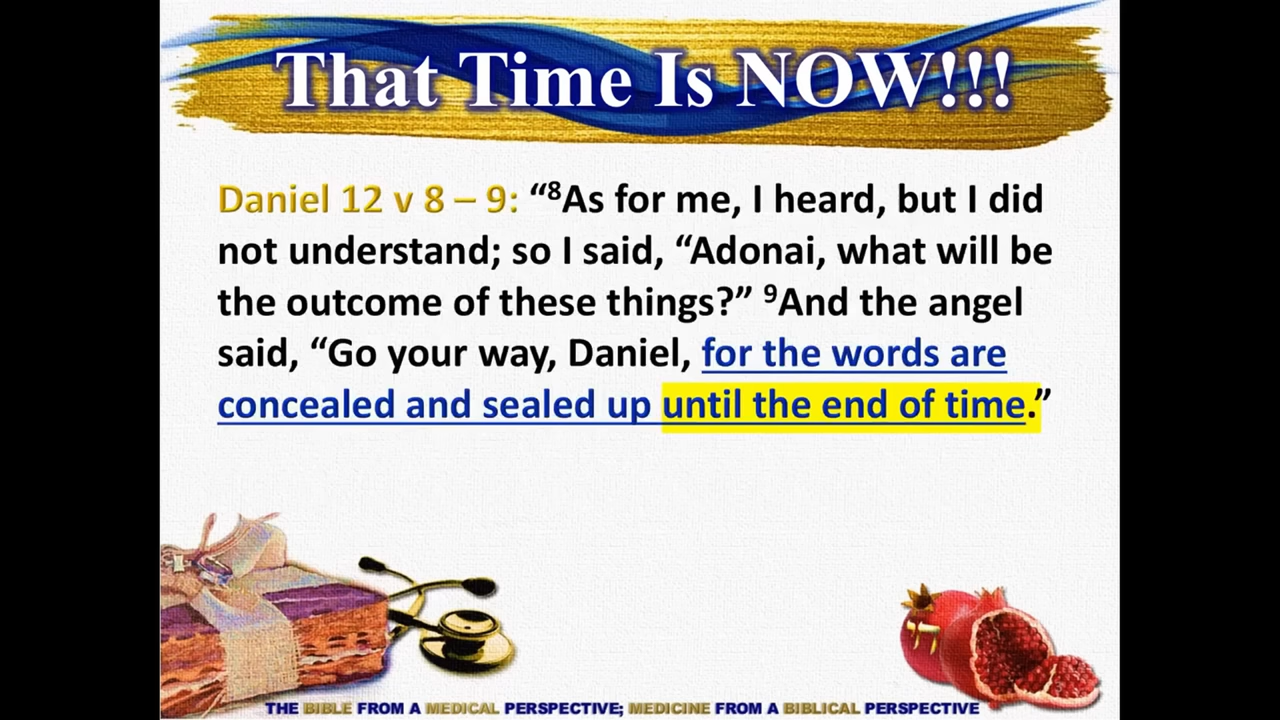 That Time Is NOW!!!
Daniel 12 v 8 – 9: “⁸As for me, I heard, but I did
not understand; so I said, “Adonai, what will be
the outcome of these things?” ⁹And the angel
said, “Go your way, Daniel, for the words are
concealed and sealed up until the end of time.”
THE BIBLE FROM A MEDICAL PERSPECTIVE; MEDICINE FROM A BIBLICAL PERSPECTIVE